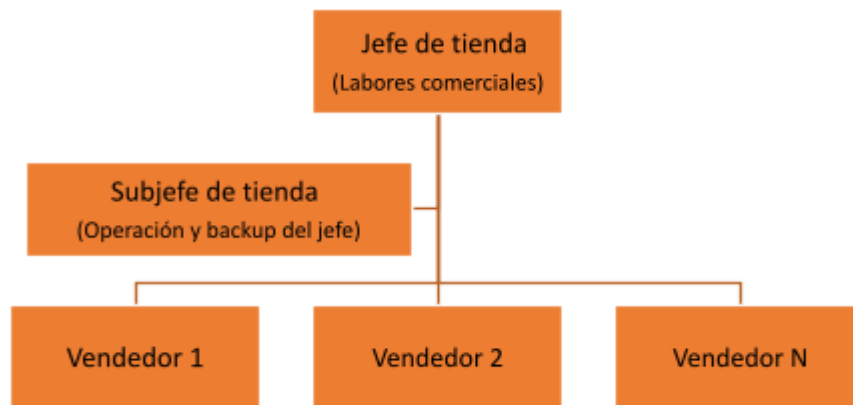 Jefe de tienda
(Labores comerciales)
Subjefe de tienda
(Operación y backup del jefe)
Vendedor 1
Vendedor 2
Vendedor N